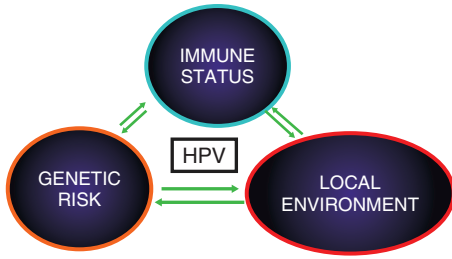 IMMUNE
STATUS
HPV
GENETIC
RISK
LOCAL
ENVIRONMENT